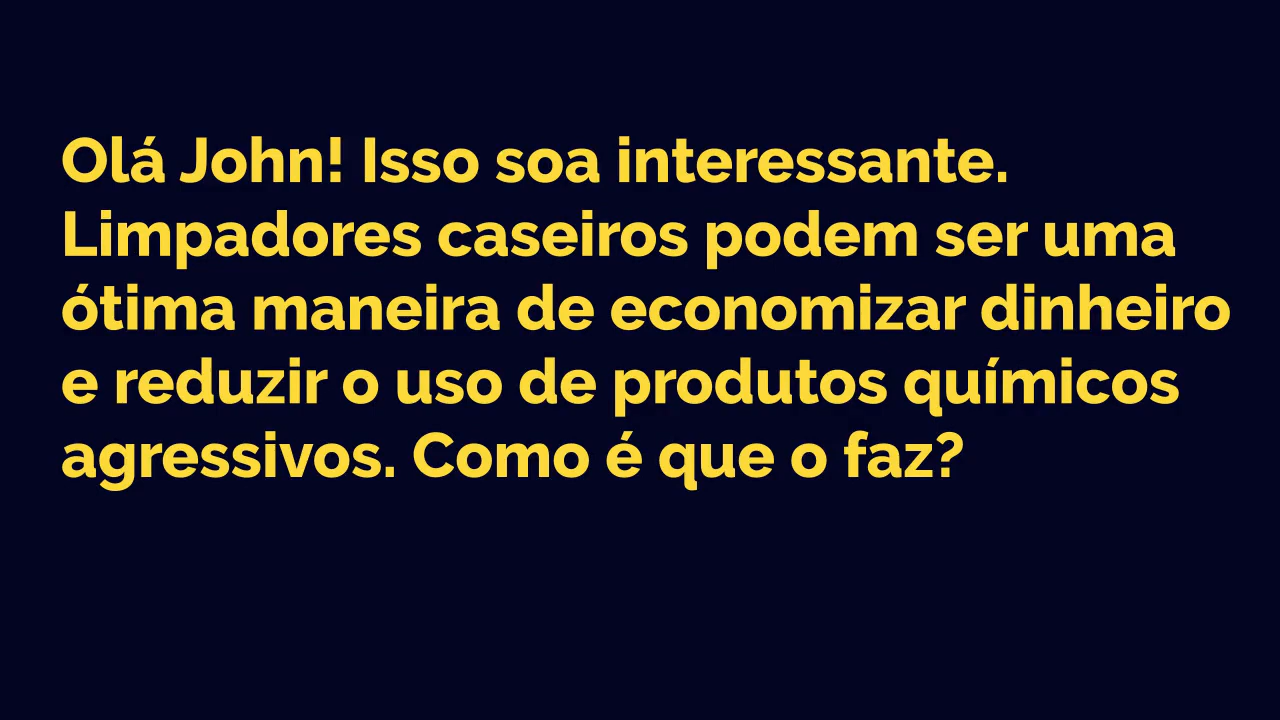 Olá John! Isso soa interessante.
Limpadores caseiros podem ser uma
ótima maneira de economizar dinheiro
e reduzir o uso de produtos químicos
agressivos. Como é que o faz?